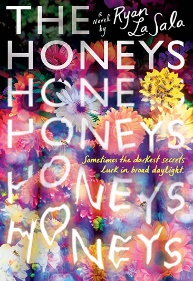 THE
a novel by
Ryan La Sala
HONEYS
HONE
HONEYS
Sometimes the darkest secrets
lurk in broad daylight.
HONEYS
HONEYS
HONEYS